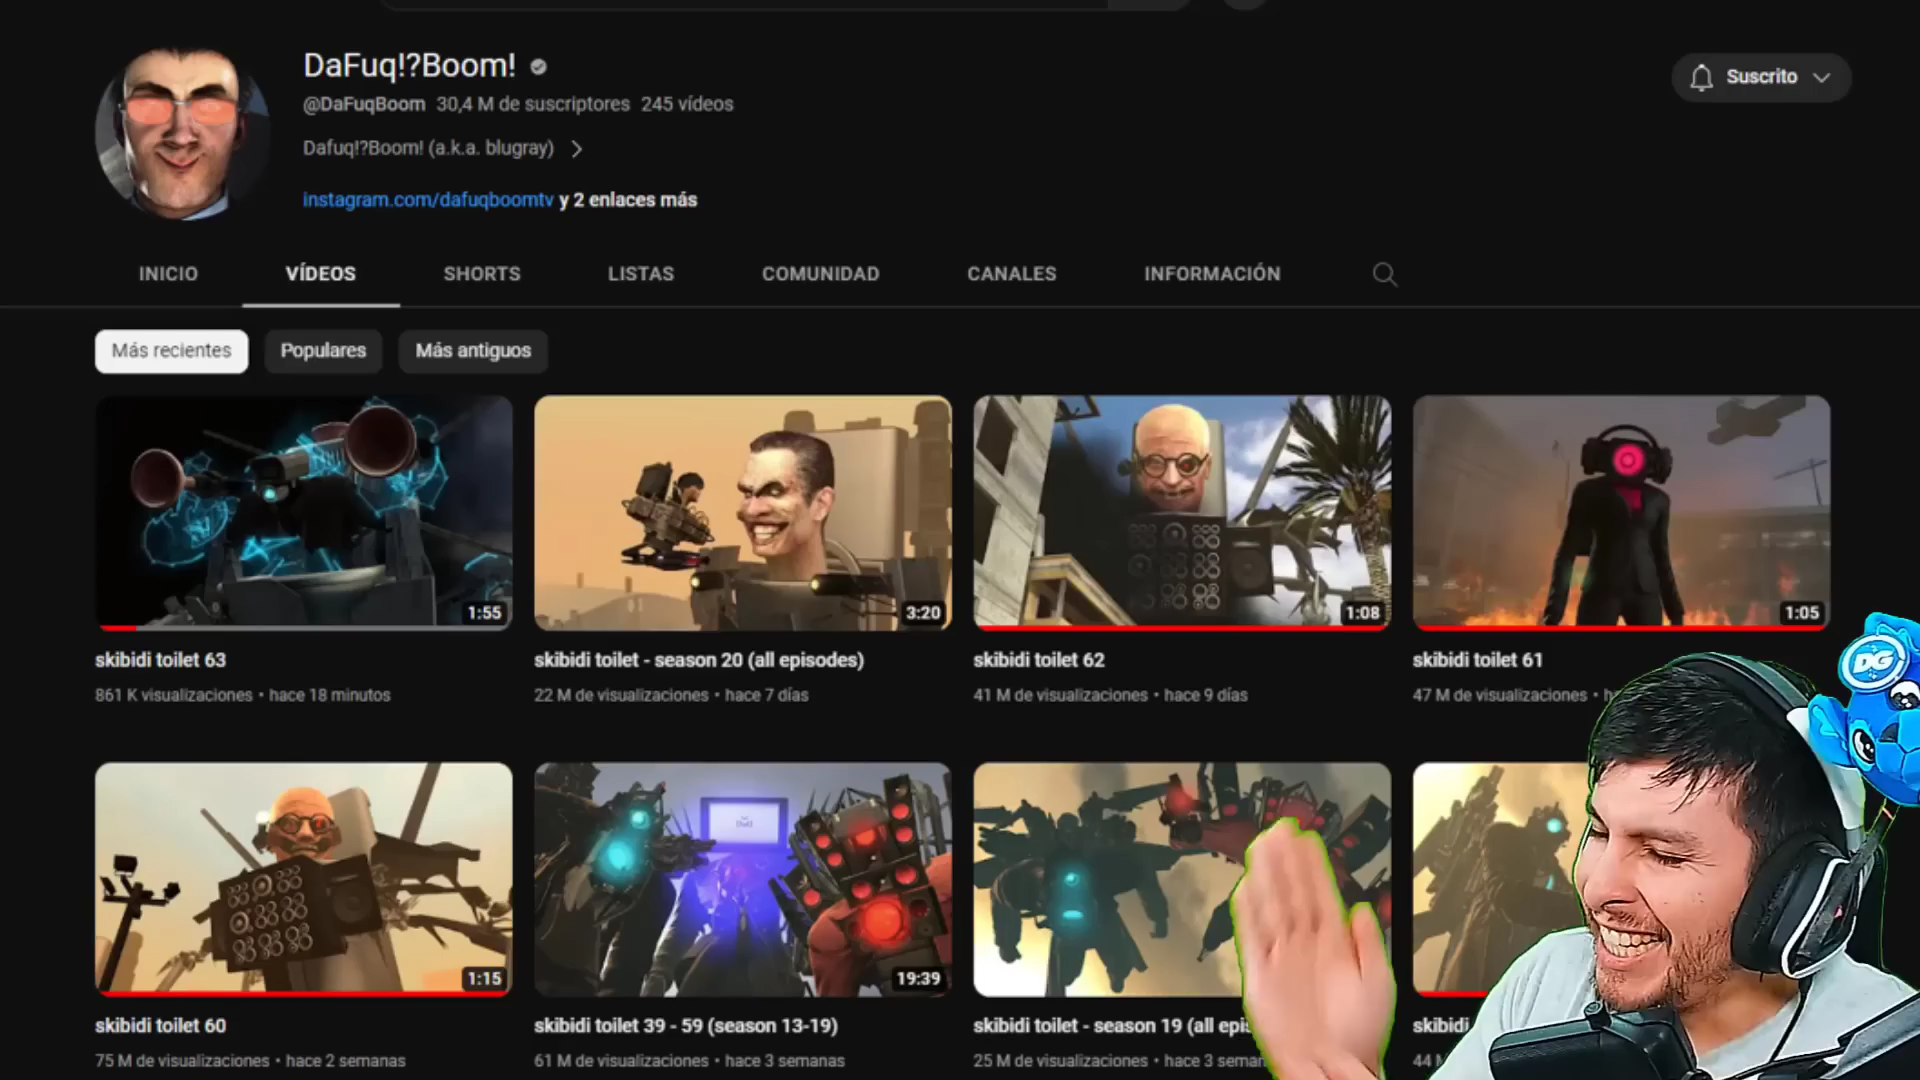 DaFuq!?Boom!
@DaFuqBoom 30,4 M de suscriptores 245 vídeos
Dafuq!?Boom! (a.k.a. blugray)
instagram.com/dafuqboomtv y 2 enlaces más
Suscrito
INICIO VÍDEOS SHORTS LISTAS COMUNIDAD CANALES INFORMACIÓN
Más recientes Populares Más antiguos
1:55 3:20 1:08 1:05
skibidi toilet 63
861 K visualizaciones • hace 18 minutos
skibidi toilet - season 20 (all episodes)
22 M de visualizaciones • hace 7 días
skibidi toilet 62
41 M de visualizaciones • hace 9 días
skibidi toilet 61
47 M de visualizaciones •
DG
1:15 19:39
skibidi toilet 60
75 M de visualizaciones • hace 2 semanas
skibidi toilet 39 - 59 (season 13-19)
61 M de visualizaciones • hace 3 semanas
skibidi toilet - season 19 (all
25 M de visualizaciones • hace 3
skibidi
44 M